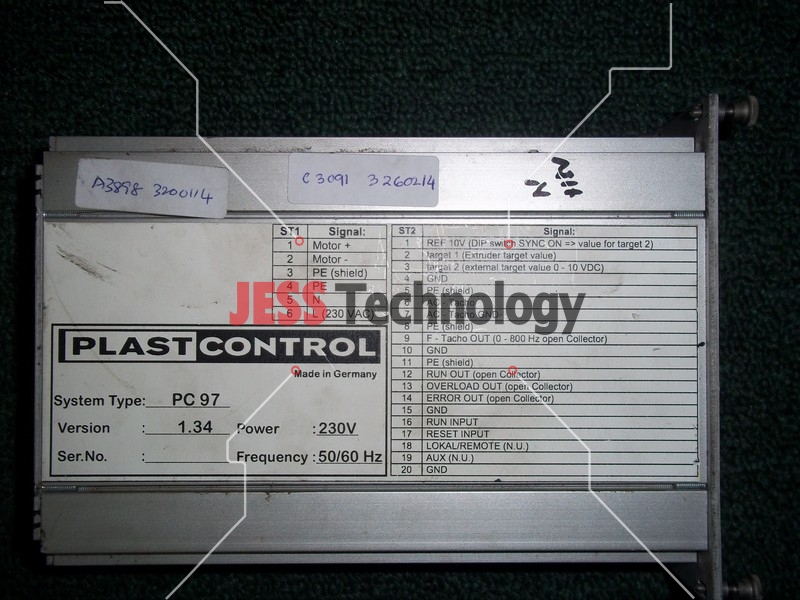 A3898 3200114
C 3091 3260214
ST1 Signal:
1 Motor +
2 Motor -
3 PE (shield)
4 PE
5 N
6 L (230 VAC)
ST2 Signal:
1 REF 10V (DIP switch SYNC ON => value for target 2)
2 target 1 (Extruder target value)
3 target 2 (external target value 0 - 10 VDC)
4 GND
5 PE (shield)
6 AC - Tacho
7 AC - Tacho GND
8 PE (shield)
9 F - Tacho OUT (0 - 800 Hz open Collector)
10 GND
11 PE (shield)
12 RUN OUT (open Collector)
13 OVERLOAD OUT (open Collector)
14 ERROR OUT (open Collector)
15 GND
16 RUN INPUT
17 RESET INPUT
18 LOKAL/REMOTE (N.U.)
19 AUX (N.U.)
20 GND
JESS Technology
PLASTCONTROL
Made in Germany
System Type: PC 97
Version : 1.34 Power : 230V
Ser.No. : Frequency : 50/60 Hz